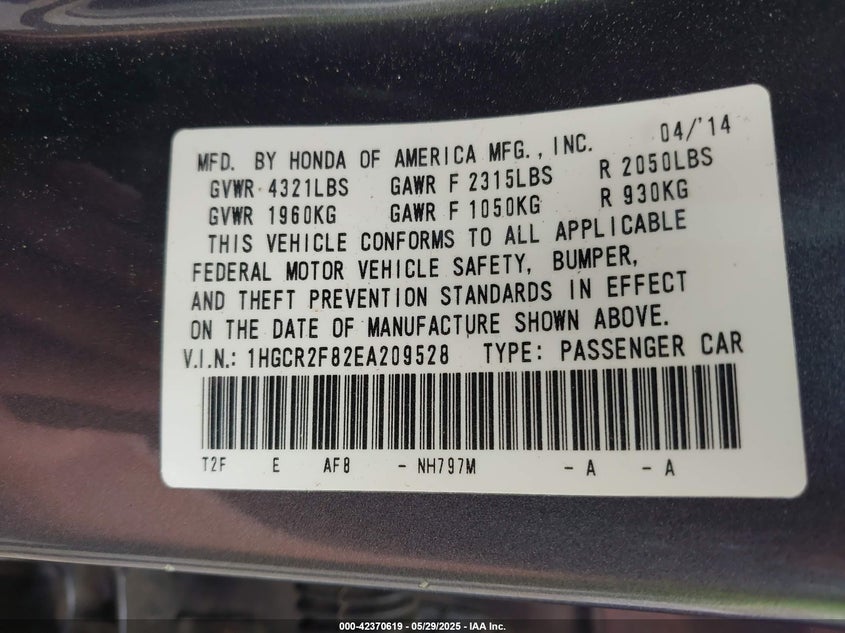 MFD. BY HONDA OF AMERICA MFG., INC. 04/'14
GVWR 4321LBS GAWR F 2315LBS R 2050LBS
GVWR 1960KG GAWR F 1050KG R 930KG
THIS VEHICLE CONFORMS TO ALL APPLICABLE
FEDERAL MOTOR VEHICLE SAFETY, BUMPER,
AND THEFT PREVENTION STANDARDS IN EFFECT
ON THE DATE OF MANUFACTURE SHOWN ABOVE.
V.I.N.: 1HGCR2F82EA209528 TYPE: PASSENGER CAR
T2F E AF8 - NH797M - A - A
000-42370619 - 05/29/2025 - IAA Inc.